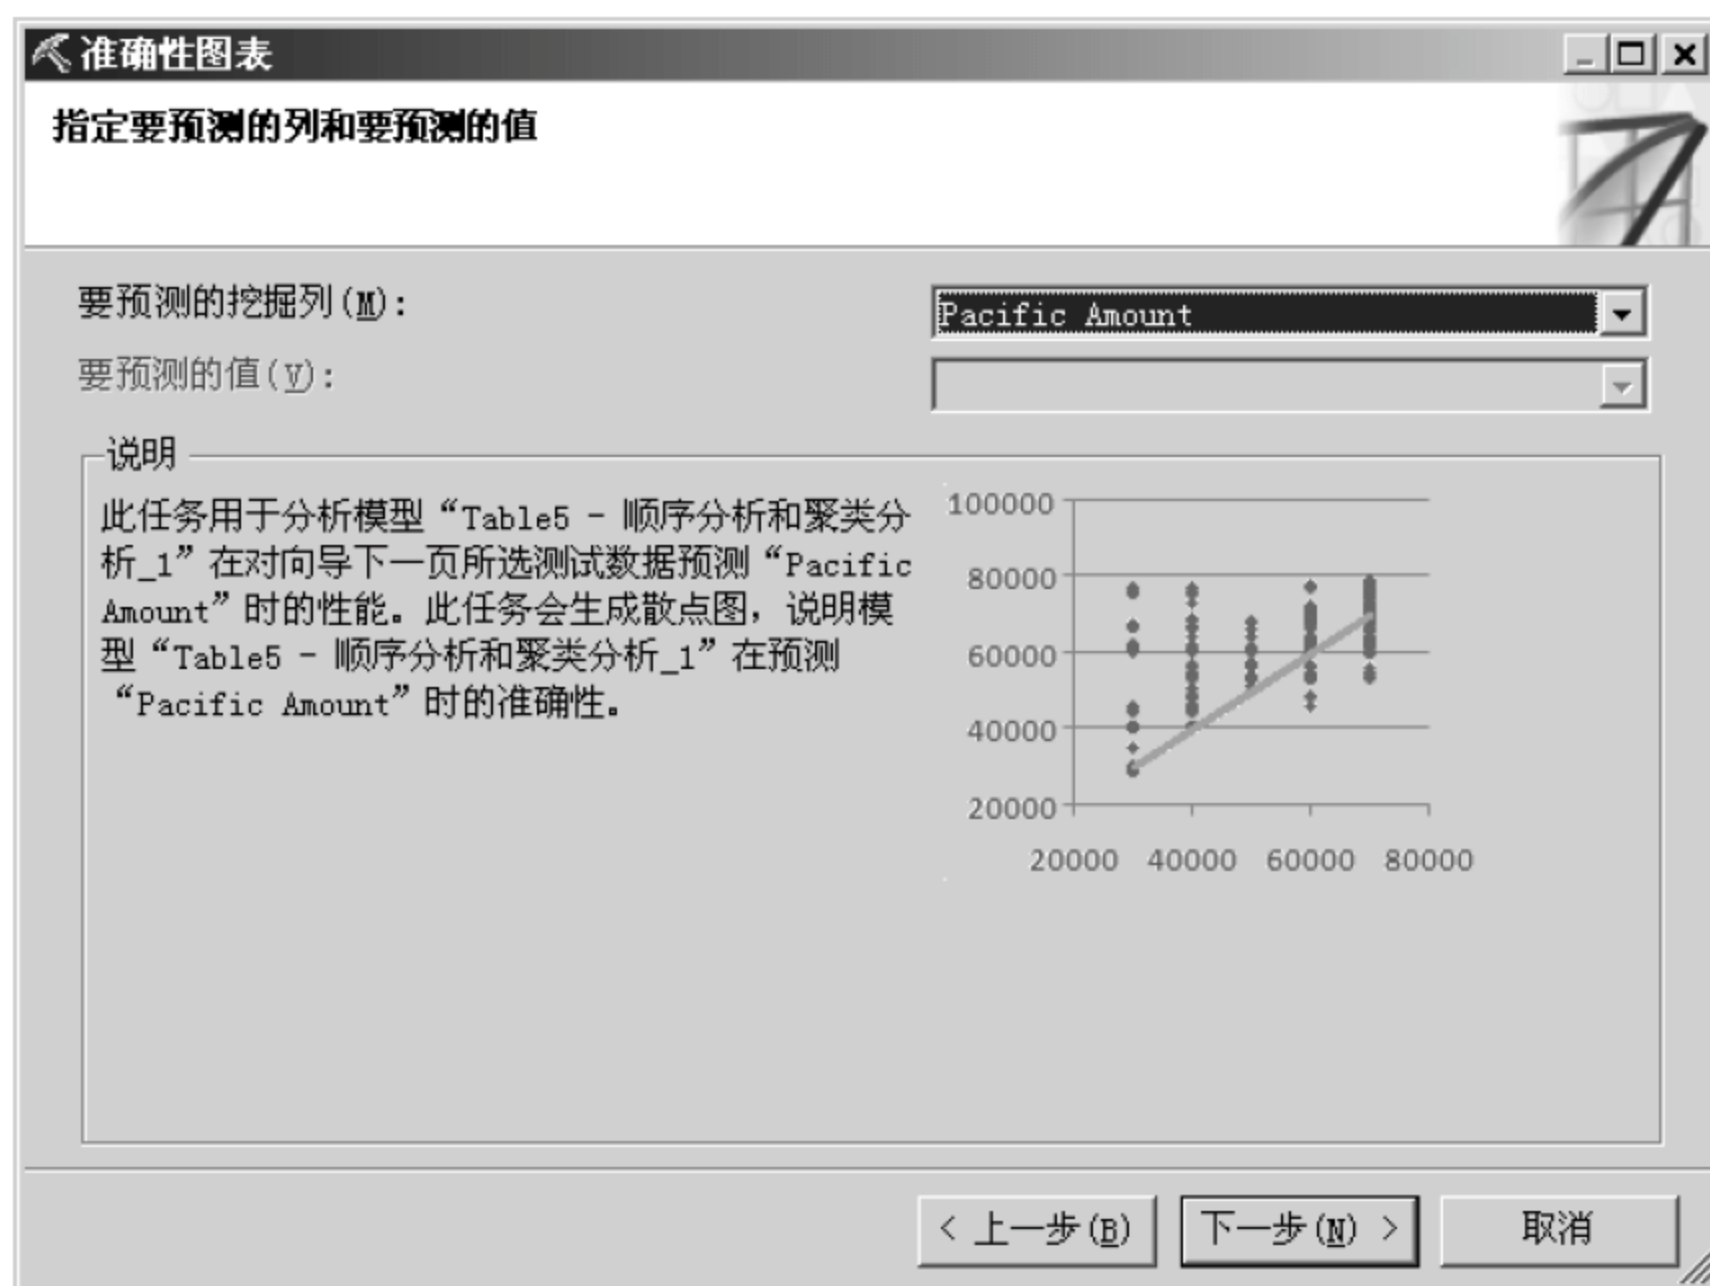 准确性图表
指定要预测的列和要预测的值
要预测的挖掘列(M):
Pacific Amount
要预测的值(V):
说明
此任务用于分析模型“Table5 - 顺序分析和聚类分
析_1”在对向导下一页所选测试数据预测“Pacific
Amount”时的性能。此任务会生成散点图，说明模
型“Table5 - 顺序分析和聚类分析_1”在预测
“Pacific Amount”时的准确性。
100000
80000
60000
40000
20000
20000 40000 60000 80000
< 上一步(B)
下一步(N) >
取消